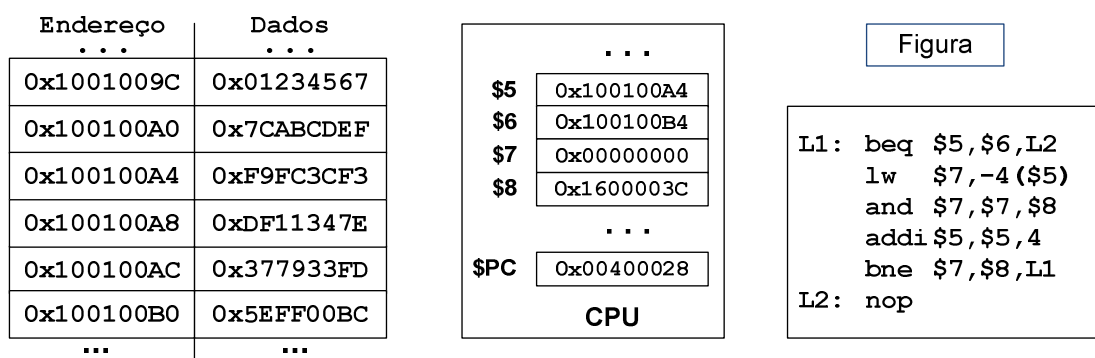 Endereço Dados
... ...
0x1001009C 0x01234567
0x100100A0 0x7CABCDEF
0x100100A4 0xF9FC3CF3
0x100100A8 0xDF11347E
0x100100AC 0x377933FD
0x100100B0 0x5EFF00BC
... ...
...
$5 0x100100A4
$6 0x100100B4
$7 0x00000000
$8 0x1600003C
...
$PC 0x00400028
CPU
Figura
L1: beq $5,$6,L2
lw $7,-4($5)
and $7,$7,$8
addi $5,$5,4
bne $7,$8,L1
L2: nop